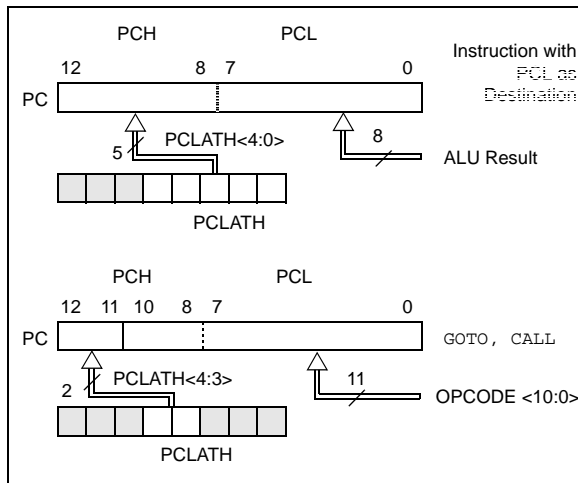 PCH PCL
12 8 7 0
Instruction with
PCL as
Destination
PC
5 PCLATH<4:0>
8
ALU Result
PCLATH
PCH PCL
12 11 10 8 7 0
PC
GOTO, CALL
2 PCLATH<4:3>
11
OPCODE <10:0>
PCLATH